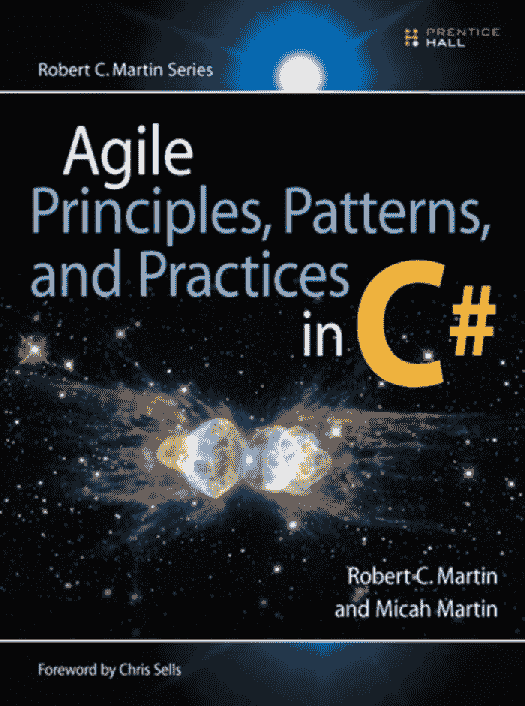 PRENTICE
HALL
Robert C. Martin Series
Agile
Principles, Patterns,
and Practices
in C#
Robert C. Martin
and Micah Martin
Foreword by Chris Sells